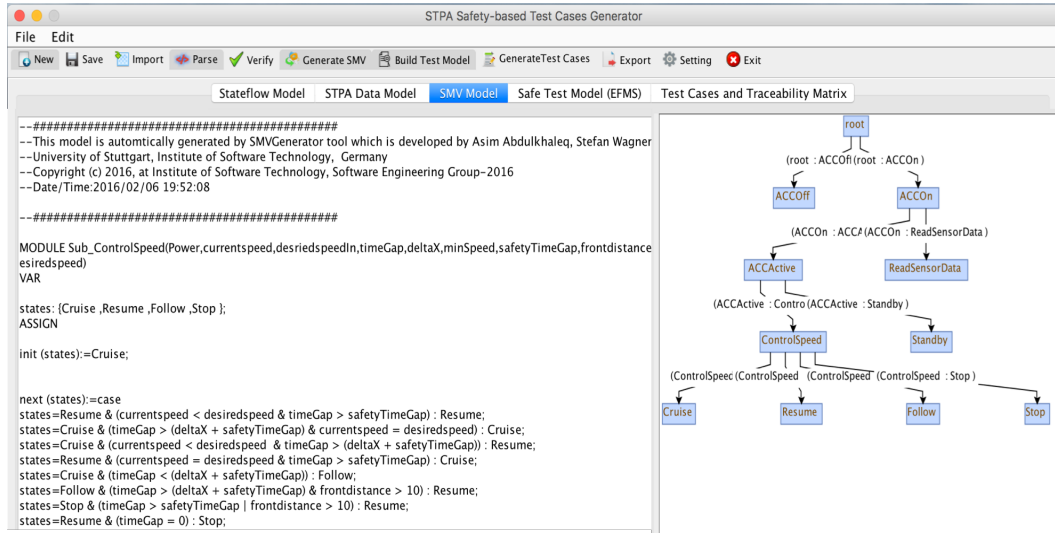 STPA Safety-based Test Cases Generator
File Edit
New Save Import Parse Verify Generate SMV Build Test Model GenerateTest Cases Export Setting Exit
Stateflow Model STPA Data Model SMV Model Safe Test Model (EFMS) Test Cases and Traceability Matrix
--#############################################
--This model is automtically generated by SMVGenerator tool which is developed by Asim Abdulkhaleq, Stefan Wagner
--University of Stuttgart, Institute of Software Technology, Germany
--Copyright (c) 2016, at Institute of Software Technology, Software Engineering Group-2016
--Date/Time:2016/02/06 19:52:08
--#############################################
MODULE Sub_ControlSpeed(Power,currentspeed,desriedspeedIn,timeGap,deltaX,minSpeed,safetyTimeGap,frontdistance
esiredspeed)
VAR
states: {Cruise ,Resume ,Follow ,Stop };
ASSIGN
init (states):=Cruise;
next (states):=case
states=Resume & (currentspeed < desiredspeed & timeGap > safetyTimeGap) : Resume;
states=Cruise & (timeGap > (deltaX + safetyTimeGap) & currentspeed = desiredspeed) : Cruise;
states=Cruise & (currentspeed < desiredspeed & timeGap > (deltaX + safetyTimeGap)) : Resume;
states=Resume & (currentspeed = desiredspeed & timeGap > safetyTimeGap) : Cruise;
states=Cruise & (timeGap < (deltaX + safetyTimeGap)) : Follow;
states=Follow & (timeGap > (deltaX + safetyTimeGap) & frontdistance > 10) : Resume;
states=Stop & (timeGap > safetyTimeGap | frontdistance > 10) : Resume;
states=Resume & (timeGap = 0) : Stop;
root
(root : ACCOff (root : ACCOn )
ACCOff ACCOn
(ACCOn : ACCA (ACCOn : ReadSensorData )
ACCActive ReadSensorData
(ACCActive : Contro (ACCActive : Standby )
ControlSpeed Standby
(ControlSpeed (ControlSpeed (ControlSpeed (ControlSpeed : Stop )
Cruise Resume Follow Stop